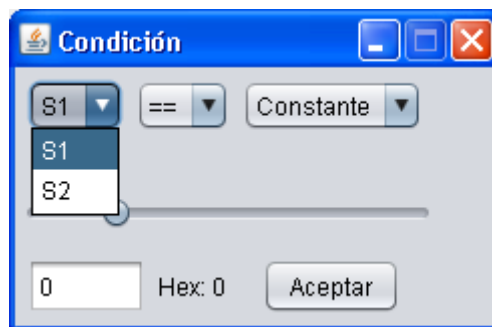 Condición
S1 == Constante
S1
S2
0 Hex: 0 Aceptar